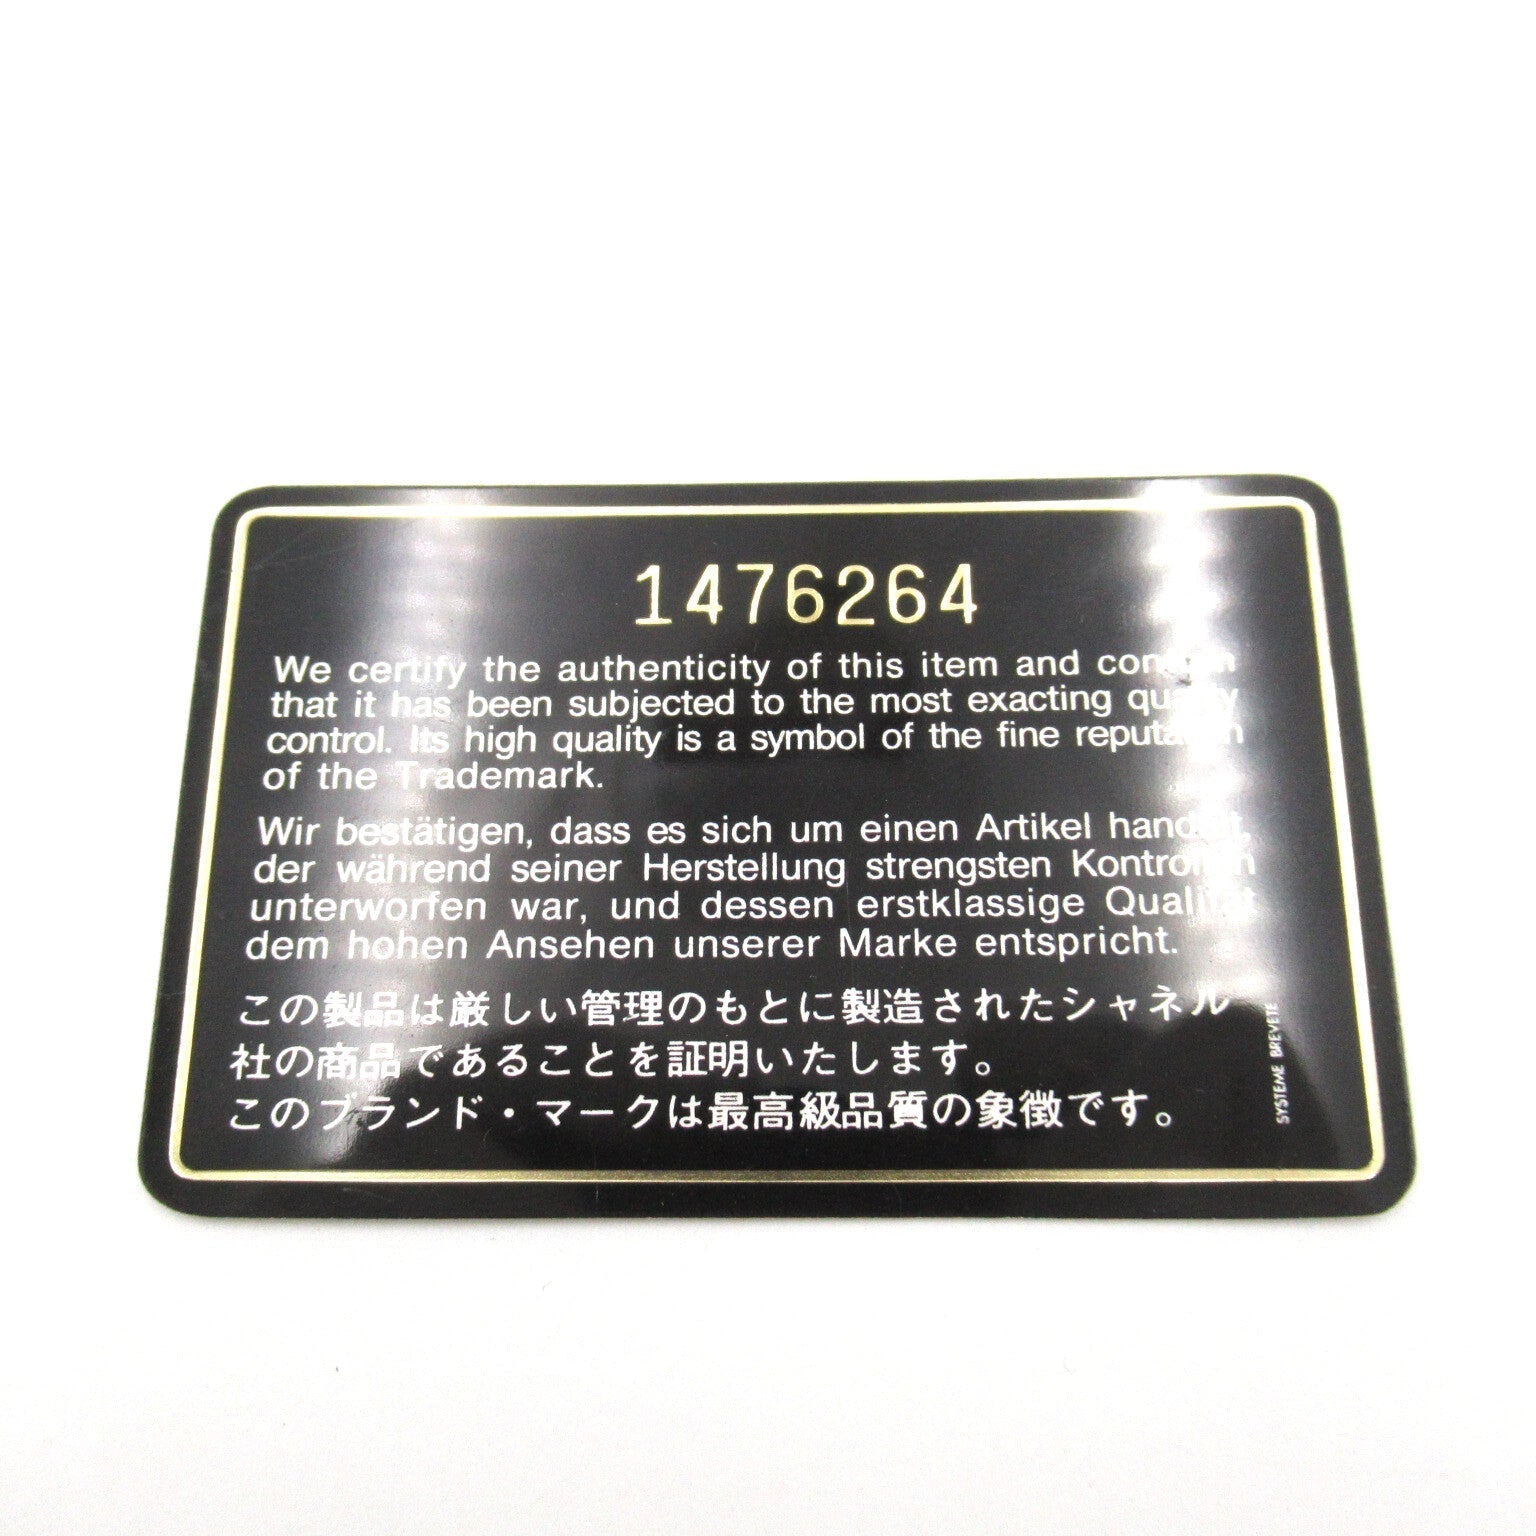 1476264
We certify the authenticity of this item and confirm
that it has been subjected to the most exacting quality
control. Its high quality is a symbol of the fine reputation
of the Trademark.
Wir bestätigen, dass es sich um einen Artikel handelt,
der während seiner Herstellung strengsten Kontrollen
unterworfen war, und dessen erstklassige Qualität
dem hohen Ansehen unserer Marke entspricht.
この製品は厳しい管理のもとに製造されたシャネル
社の商品であることを証明いたします。
このブランド・マークは最高級品質の象徴です。
SYSTEME BREVETE